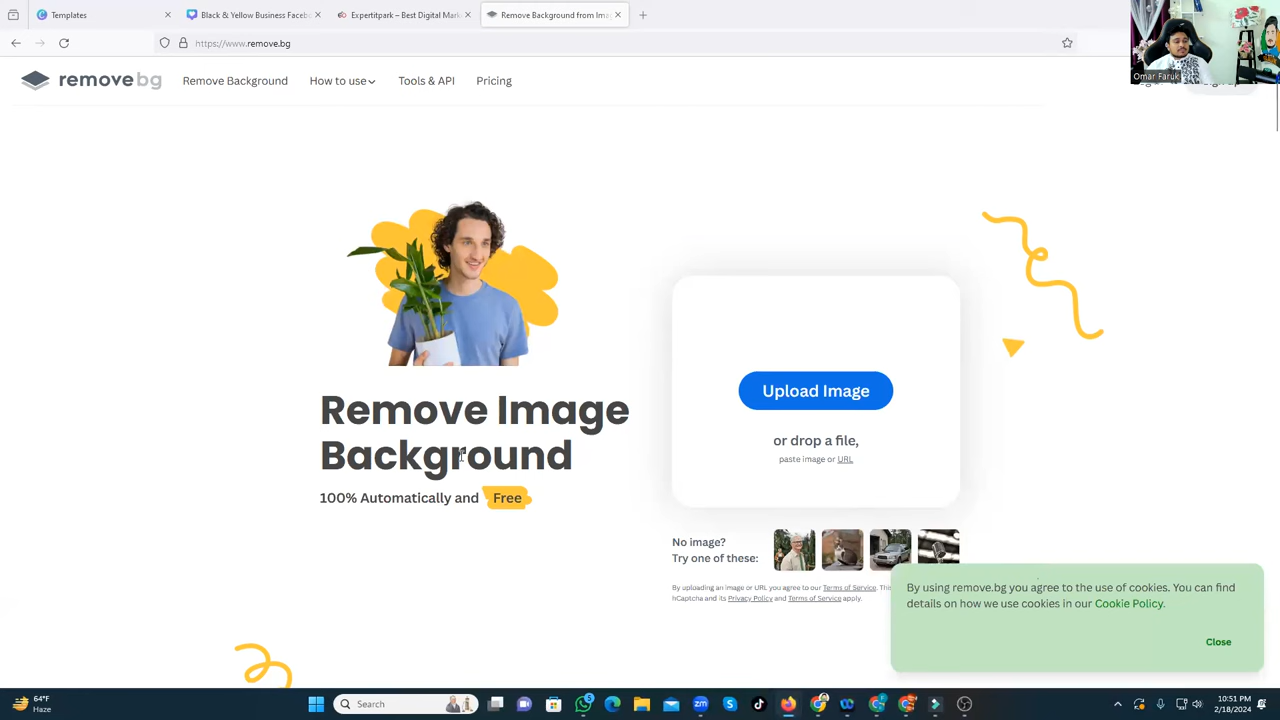 Templates
Black & Yellow Business Faceb
Expertitpark – Best Digital Mark
Remove Background from Ima
https://www.remove.bg
removebg
Remove Background
How to use
Tools & API
Pricing
Omar Faruk
Remove Image
Background
100% Automatically and Free
Upload Image
or drop a file,
paste image or URL
No image?
Try one of these:
By uploading an image or URL you agree to our Terms of Service. This
hCaptcha and its Privacy Policy and Terms of Service apply.
By using remove.bg you agree to the use of cookies. You can find
details on how we use cookies in our Cookie Policy.
Close
64°F
Haze
Search
10:51 PM
2/18/2024